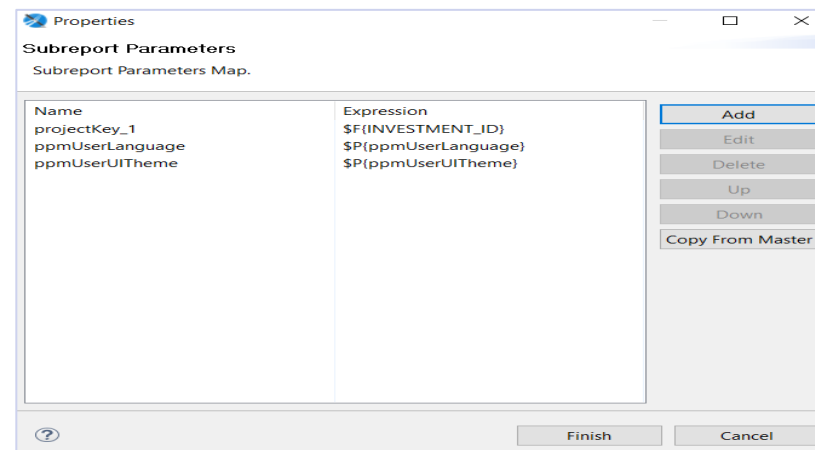 Properties
Subreport Parameters
Subreport Parameters Map.
Name Expression
projectKey_1 $F{INVESTMENT_ID}
ppmUserLanguage $P{ppmUserLanguage}
ppmUserUITheme $P{ppmUserUITheme}
Add
Edit
Delete
Up
Down
Copy From Master
? Finish Cancel